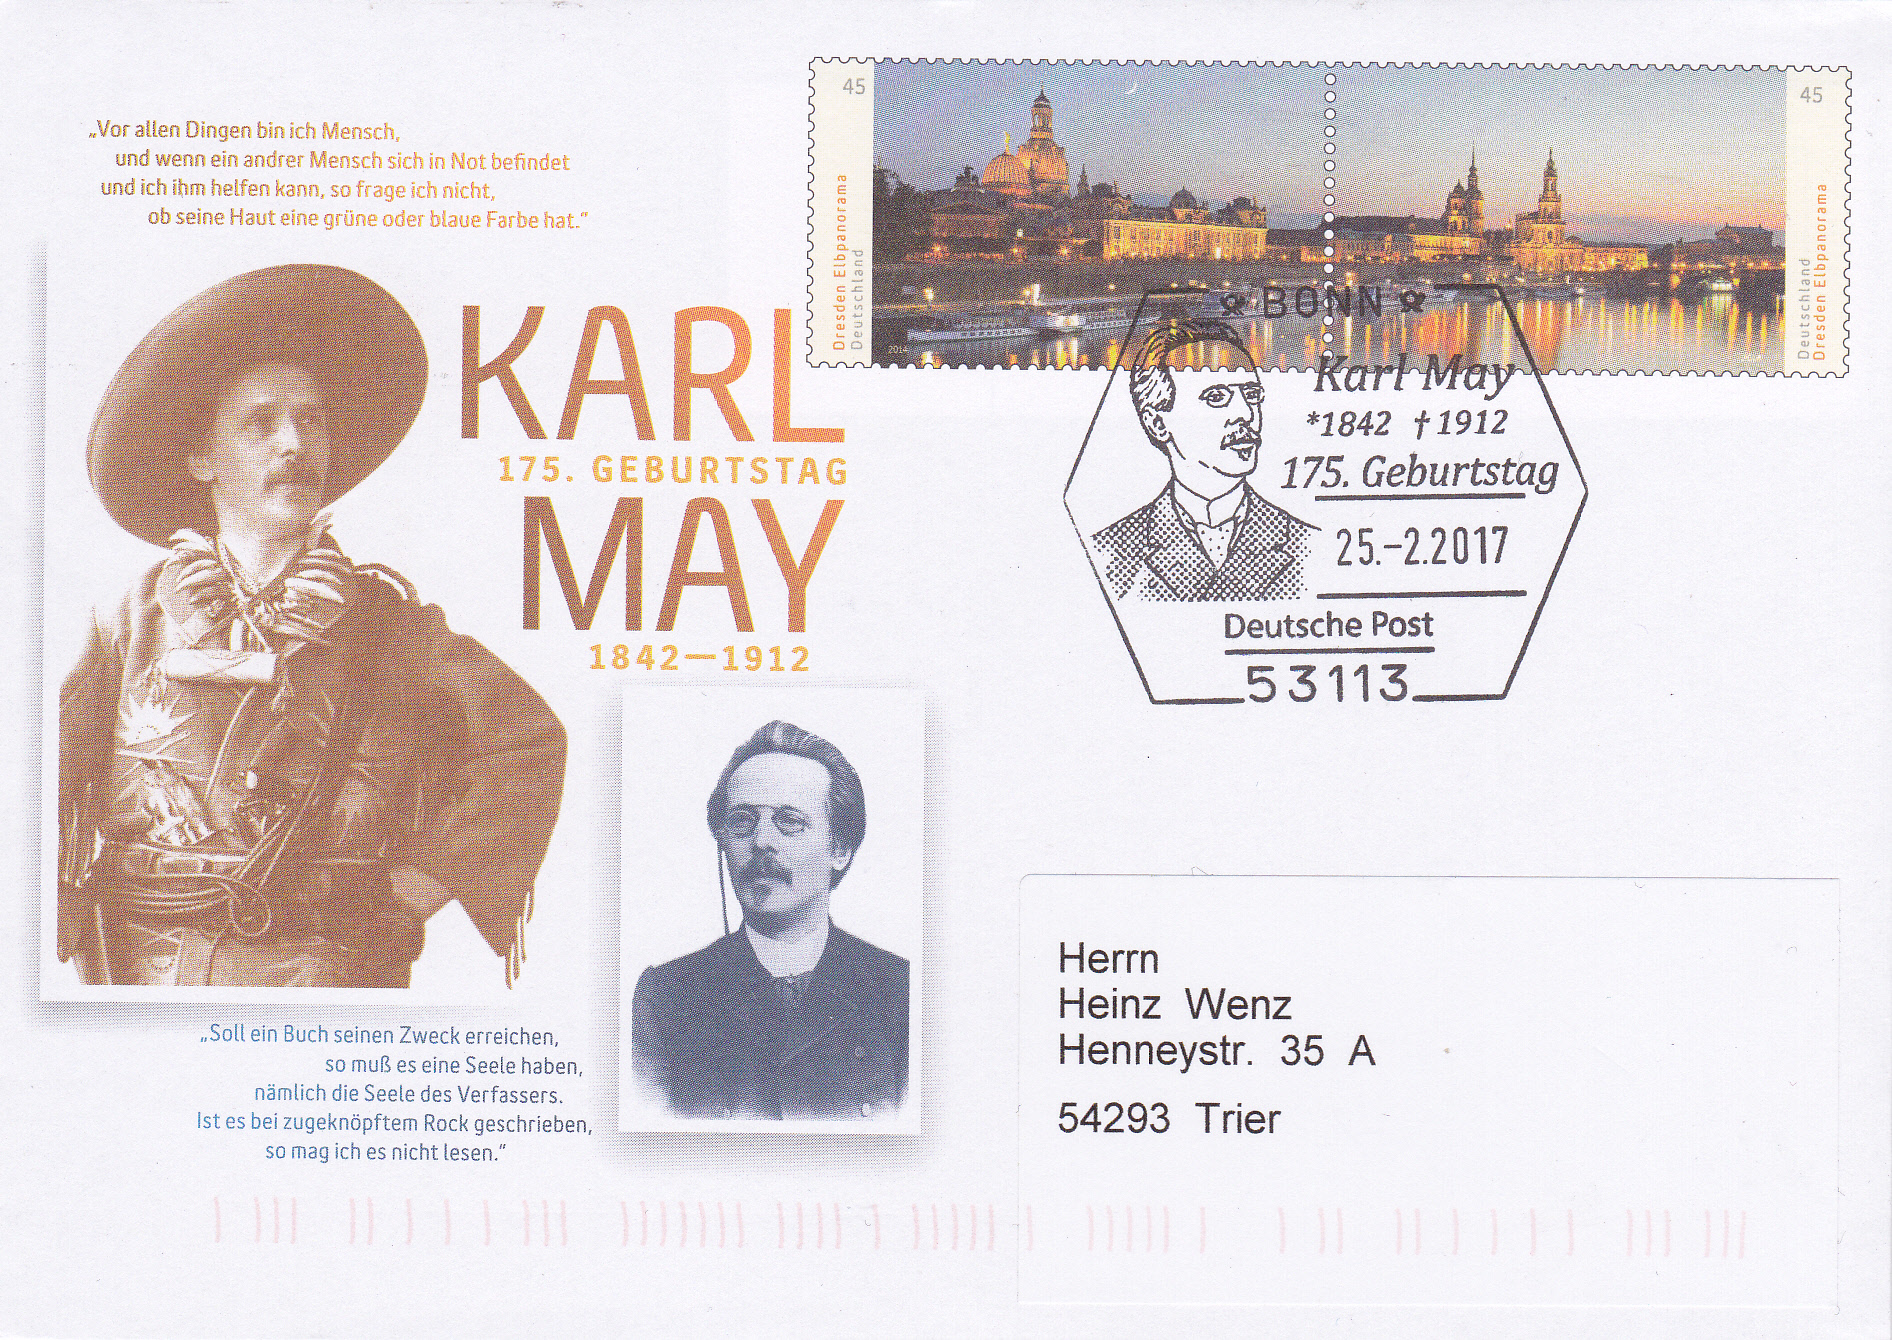 „Vor allen Dingen bin ich Mensch,
und wenn ein andrer Mensch sich in Not befindet
und ich ihm helfen kann, so frage ich nicht,
ob seine Haut eine grüne oder blaue Farbe hat.“
KARL
175. GEBURTSTAG
MAY
1842–1912
„Soll ein Buch seinen Zweck erreichen,
so muß es eine Seele haben,
nämlich die Seele des Verfassers.
Ist es bei zugeknöpftem Rock geschrieben,
so mag ich es nicht lesen.“
45
Dresden Elbpanorama
Deutschland
2014
45
Deutschland
Dresden Elbpanorama
BONN
Karl May
*1842 †1912
175. Geburtstag
25.–2.2017
Deutsche Post
53113
Herrn
Heinz Wenz
Henneystr. 35 A
54293 Trier